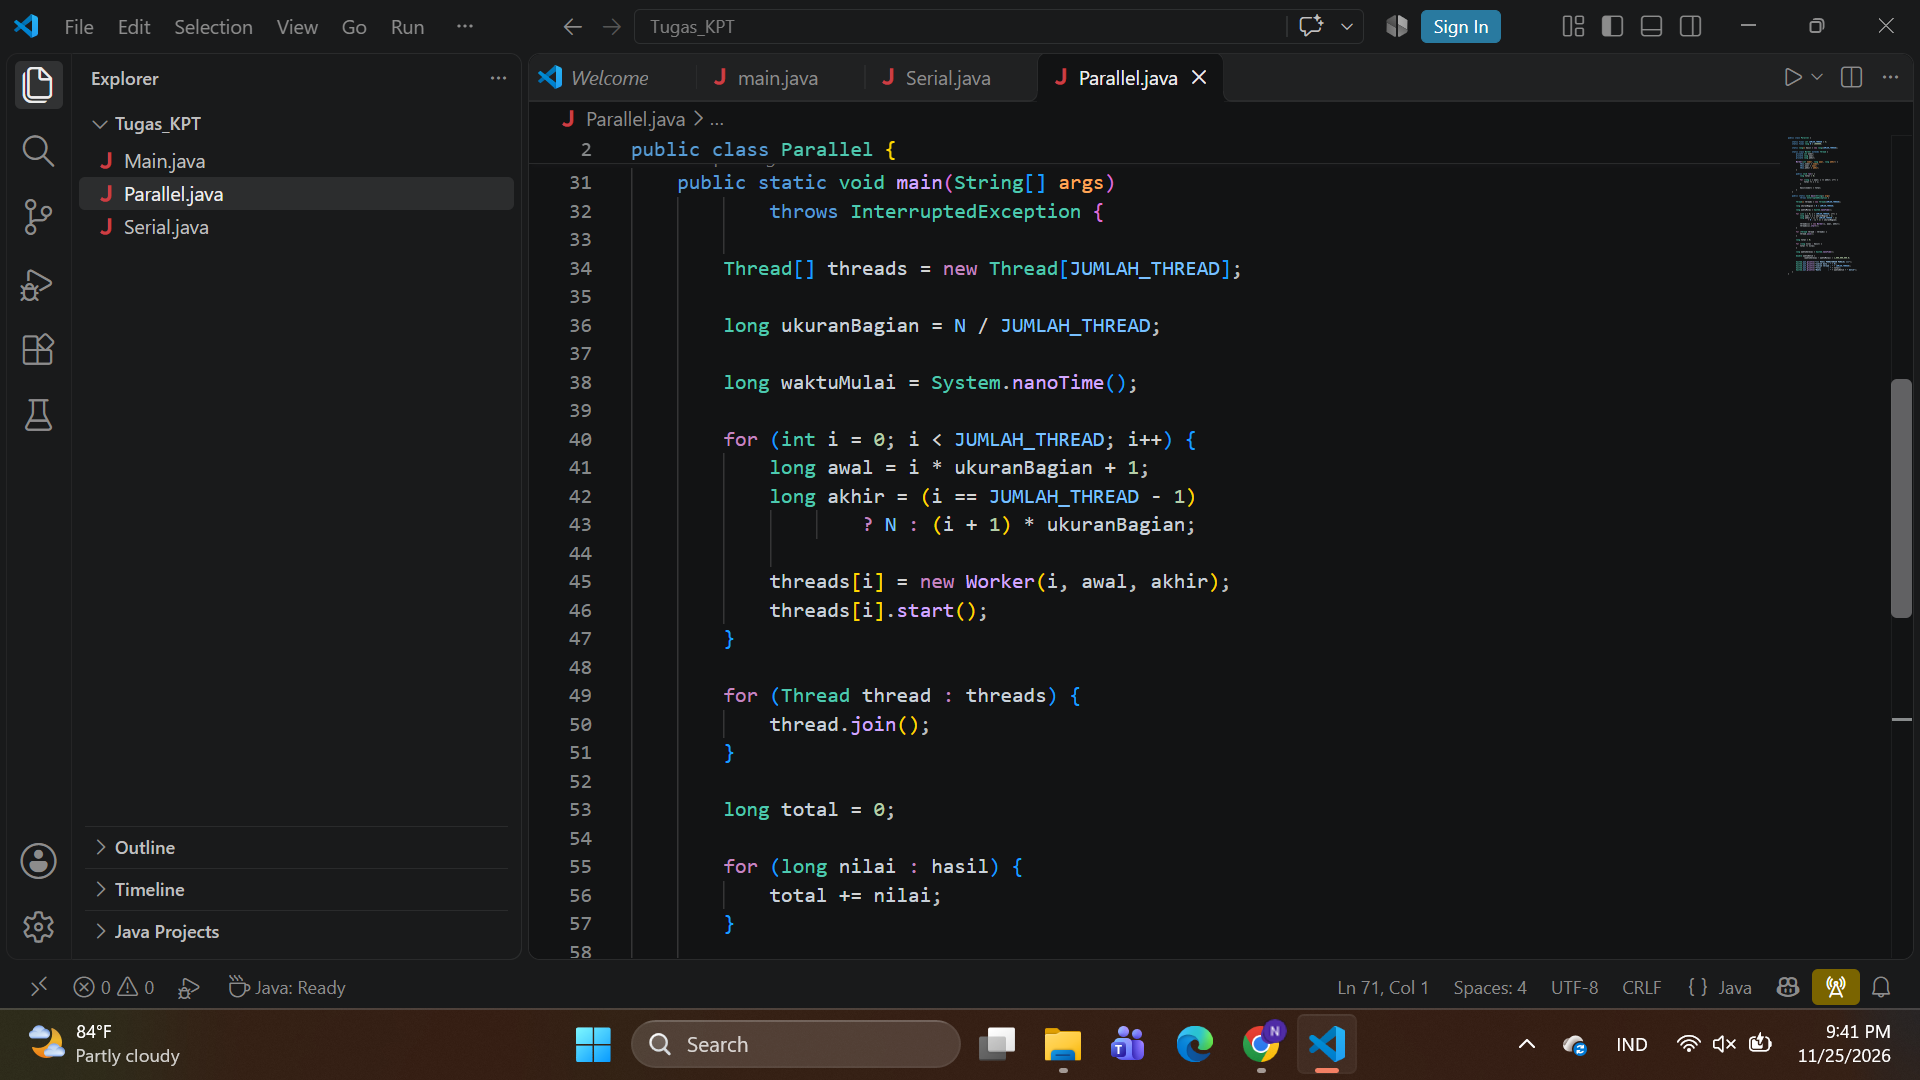 File Edit Selection View Go Run ···
Tugas_KPT
Sign In
Explorer ···
Tugas_KPT
Main.java
Parallel.java
Serial.java
Outline
Timeline
Java Projects
Welcome main.java Serial.java Parallel.java
Parallel.java > ...
2 public class Parallel {
31 public static void main(String[] args)
32 throws InterruptedException {
33
34 Thread[] threads = new Thread[JUMLAH_THREAD];
35
36 long ukuranBagian = N / JUMLAH_THREAD;
37
38 long waktuMulai = System.nanoTime();
39
40 for (int i = 0; i < JUMLAH_THREAD; i++) {
41 long awal = i * ukuranBagian + 1;
42 long akhir = (i == JUMLAH_THREAD - 1)
43 ? N : (i + 1) * ukuranBagian;
44
45 threads[i] = new Worker(i, awal, akhir);
46 threads[i].start();
47 }
48
49 for (Thread thread : threads) {
50 thread.join();
51 }
52
53 long total = 0;
54
55 for (long nilai : hasil) {
56 total += nilai;
57 }
58
0 0 Java: Ready
Ln 71, Col 1 Spaces: 4 UTF-8 CRLF { } Java
84°F
Partly cloudy
Search
N
T
IND
9:41 PM
11/25/2026